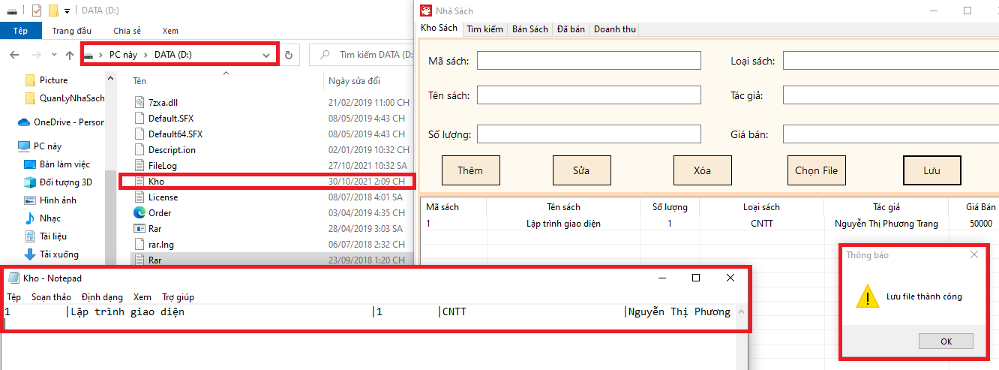 DATA (D:)
Tệp Trang đầu Chia sẻ Xem
PC này DATA (D:)
Tìm kiếm DATA (D:
Picture
QuanLyNhaSach
OneDrive - Person
PC này
Bàn làm việc
Đối tượng 3D
Hình ảnh
Nhạc
Tài liệu
Tải xuống
Tên Ngày sửa đổi
7zxa.dll 21/02/2019 11:00 CH
Default.SFX 08/05/2019 4:43 CH
Default64.SFX 08/05/2019 4:43 CH
Descript.ion 02/01/2019 10:32 CH
FileLog 27/10/2021 10:32 SA
Kho 30/10/2021 2:09 CH
License 08/07/2018 4:01 SA
Order 03/04/2019 4:35 CH
Rar 28/04/2019 3:03 SA
rar.lng 06/07/2018 2:32 CH
Rar 23/09/2018 1:20 CH
Nhà Sách
Kho Sách Tìm kiếm Bán Sách Đã bán Doanh thu
Mã sách: Loại sách:
Tên sách: Tác giả:
Số lượng: Giá bán:
Thêm Sửa Xóa Chọn File Lưu
Mã sách Tên sách Số lượng Loại sách Tác giả Giá Bán
1 Lập trình giao diện 1 CNTT Nguyễn Thị Phương Trang 50000
Thông báo
Lưu file thành công
OK
Kho - Notepad
Tệp Soạn thảo Định dạng Xem Trợ giúp
1 |Lập trình giao diện |1 |CNTT |Nguyễn Thị Phương